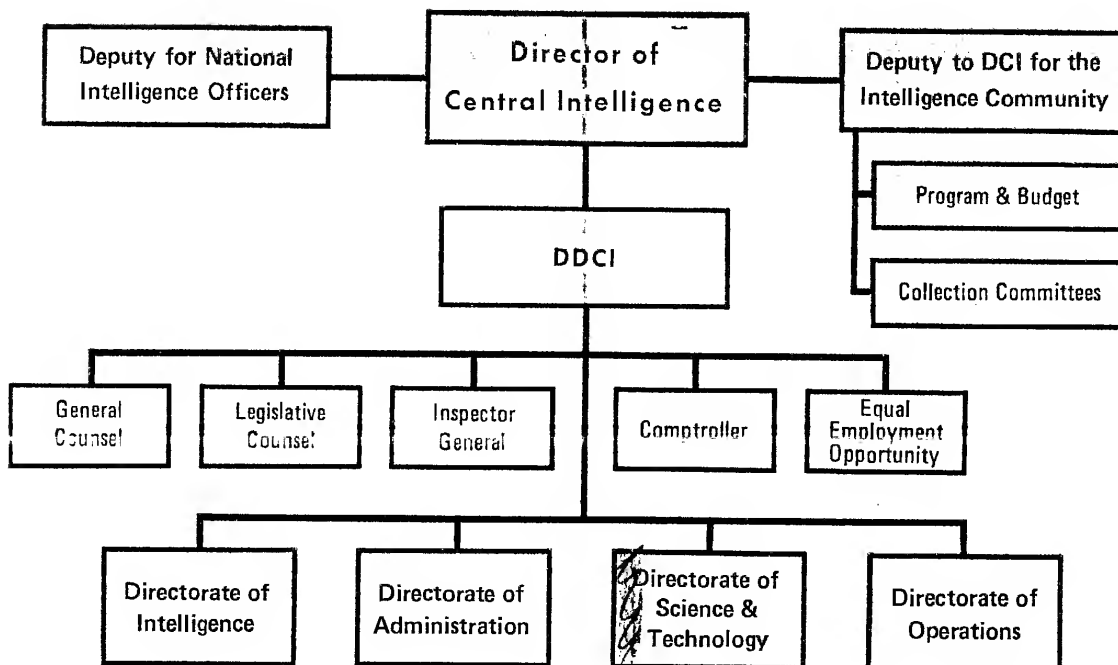 Deputy for National
Intelligence Officers
Director of
Central Intelligence
Deputy to DCI for the
Intelligence Community
Program & Budget
DDCI
Collection Committees
General
Counsel
Legislative
Counsel
Inspector
General
Comptroller
Equal
Employment
Opportunity
Directorate of
Intelligence
Directorate of
Administration
Directorate of
Science &
Technology
Directorate of
Operations